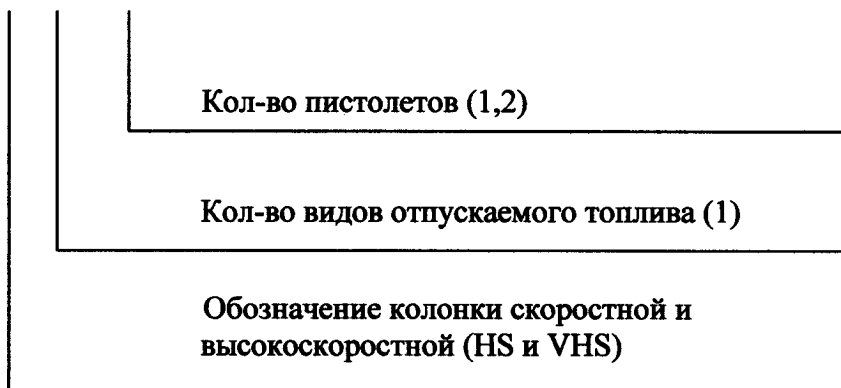 Кол-во пистолетов (1,2)
Кол-во видов отпускаемого топлива (1)
Обозначение колонки скоростной и
высокоскоростной (HS и VHS)